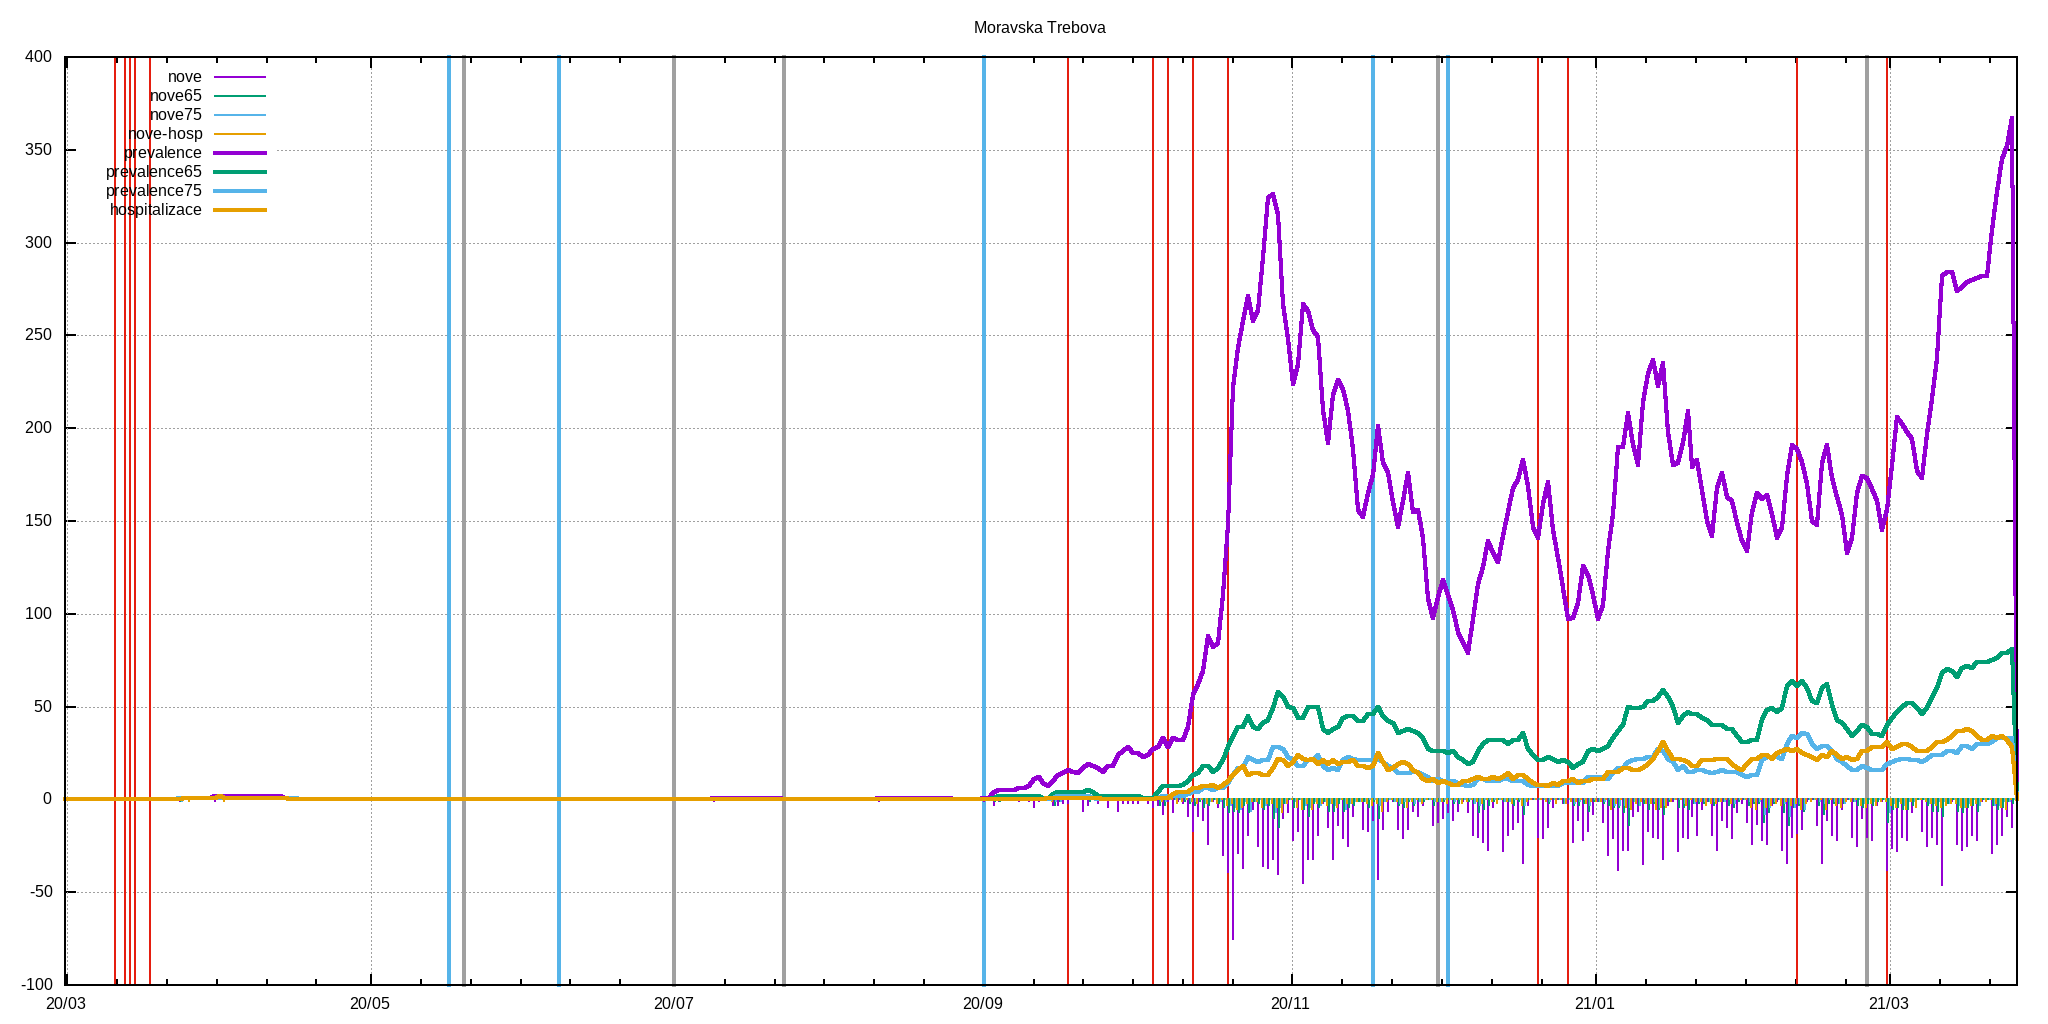 Moravska Trebova
400
350
300
250
200
150
100
50
0
-50
-100
nove
nove65
nove75
nove-hosp
prevalence
prevalence65
prevalence75
hospitalizace
20/03
20/05
20/07
20/09
20/11
21/01
21/03